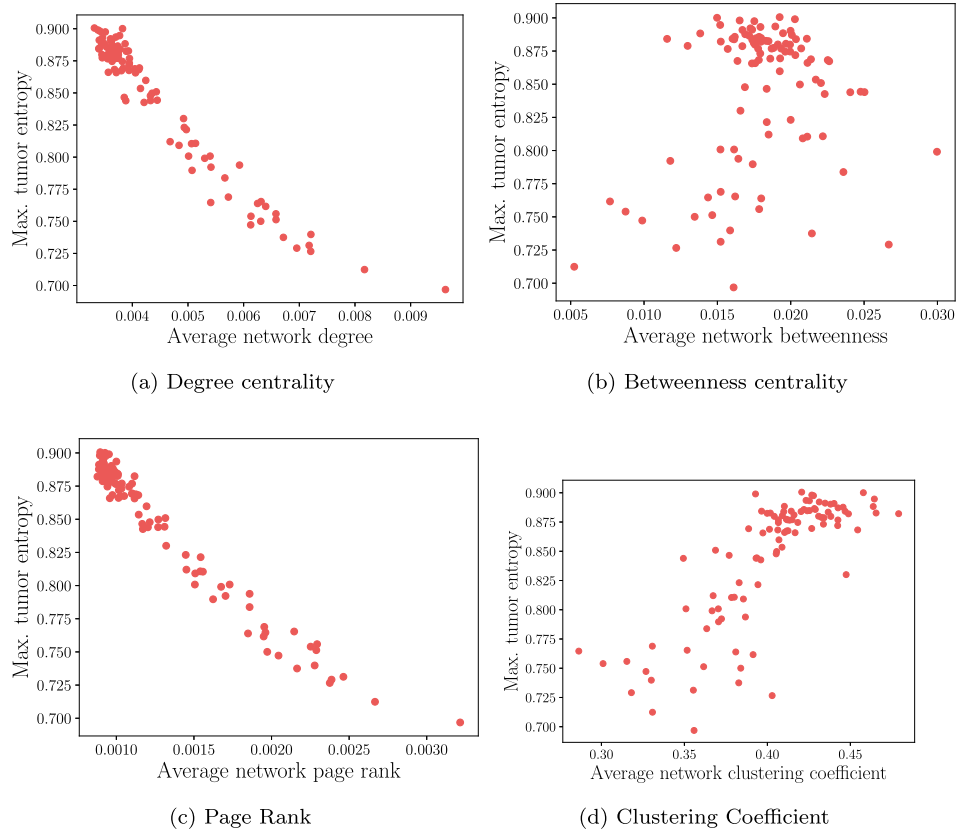 0.900
0.875
0.850
0.825
0.800
0.775
0.750
0.725
0.700
Max. tumor entropy
0.004 0.005 0.006 0.007 0.008 0.009
Average network degree
(a) Degree centrality
0.900
0.875
0.850
0.825
0.800
0.775
0.750
0.725
0.700
Max. tumor entropy
0.005 0.010 0.015 0.020 0.025 0.030
Average network betweenness
(b) Betweenness centrality
0.900
0.875
0.850
0.825
0.800
0.775
0.750
0.725
0.700
Max. tumor entropy
0.0010 0.0015 0.0020 0.0025 0.0030
Average network page rank
(c) Page Rank
0.900
0.875
0.850
0.825
0.800
0.775
0.750
0.725
0.700
Max. tumor entropy
0.30 0.35 0.40 0.45
Average network clustering coefficient
(d) Clustering Coefficient